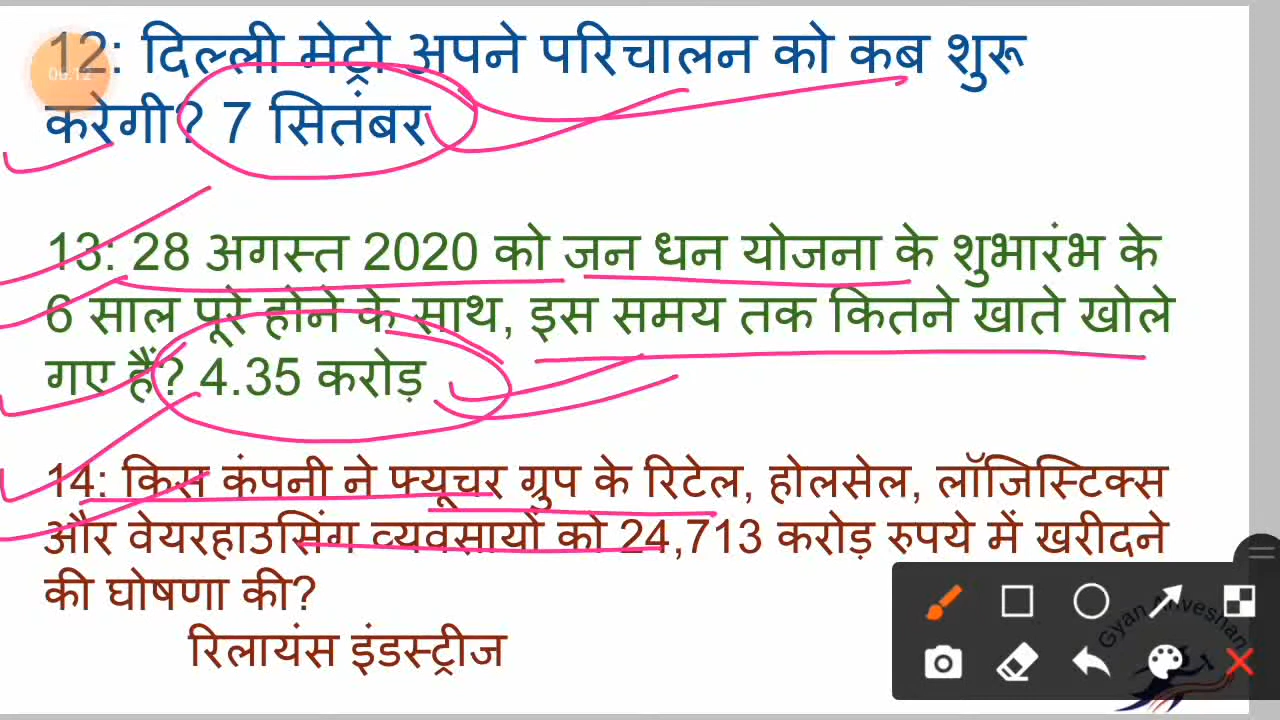 12: दिल्ली मेट्रो अपने परिचालन को कब शुरू
करेगी? 7 सितंबर
13: 28 अगस्त 2020 को जन धन योजना के शुभारंभ के
6 साल पूरे होने के साथ, इस समय तक कितने खाते खोले
गए हैं? 4.35 करोड़
14: किस कंपनी ने फ्यूचर ग्रुप के रिटेल, होलसेल, लॉजिस्टिक्स
और वेयरहाउसिंग व्यवसायों को 24,713 करोड़ रुपये में खरीदने
की घोषणा की?
रिलायंस इंडस्ट्रीज
Gyan Anveshan